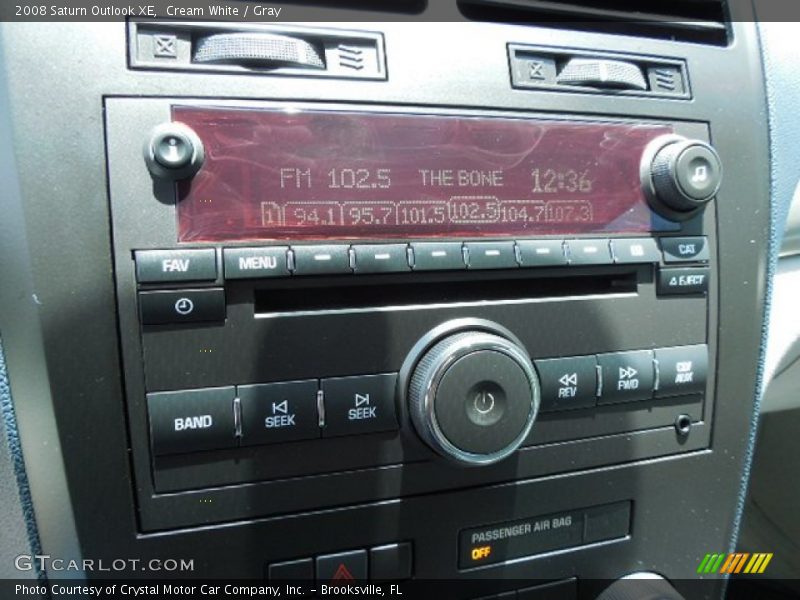 2008 Saturn Outlook XE, Cream White / Gray
FM 102.5 THE BONE 12:36
1 94.1 95.7 101.5 102.5 104.7 107.3
FAV MENU CAT
EJECT
BAND SEEK SEEK REV FWD CD/AUX
PASSENGER AIR BAG
OFF
GTCARLOT.COM
Photo Courtesy of Crystal Motor Car Company, Inc. – Brooksville, FL